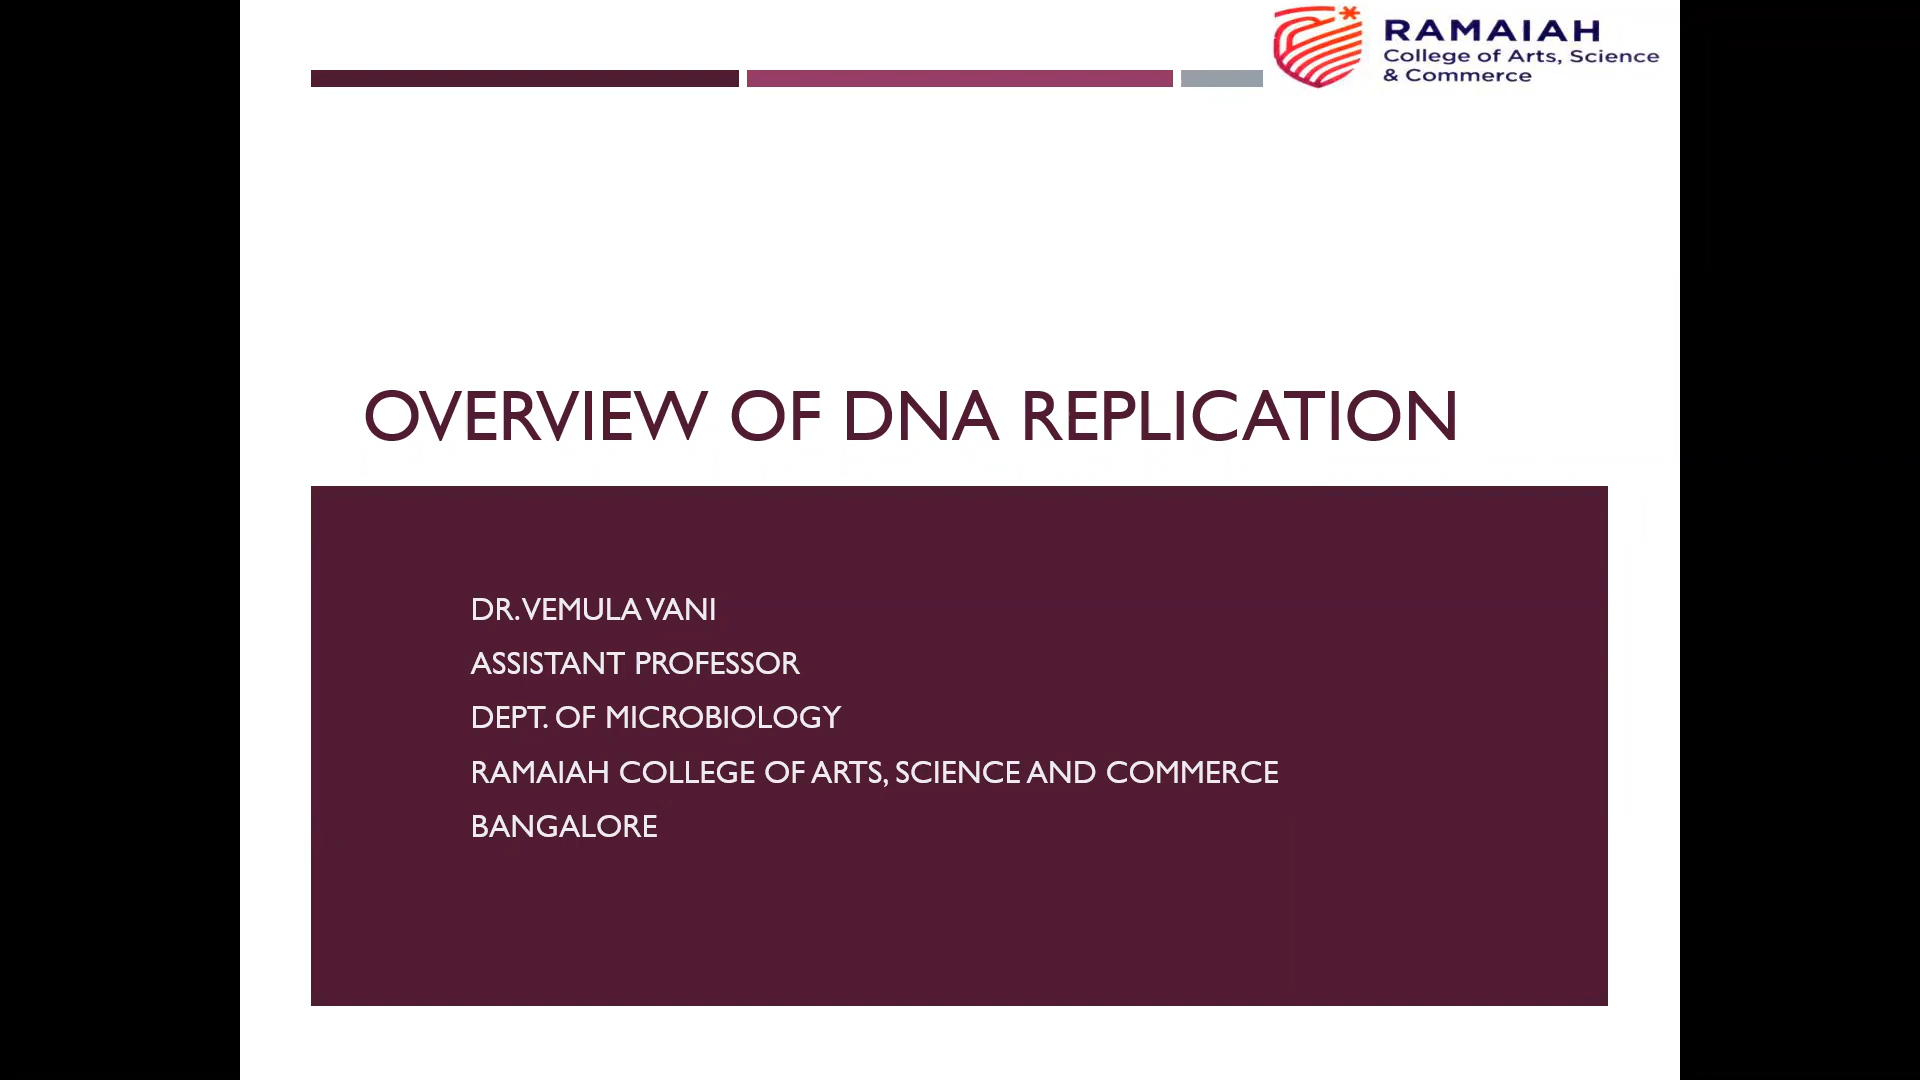 RAMAIAH
College of Arts, Science
& Commerce
OVERVIEW OF DNA REPLICATION
DR. VEMULA VANI
ASSISTANT PROFESSOR
DEPT. OF MICROBIOLOGY
RAMAIAH COLLEGE OF ARTS, SCIENCE AND COMMERCE
BANGALORE